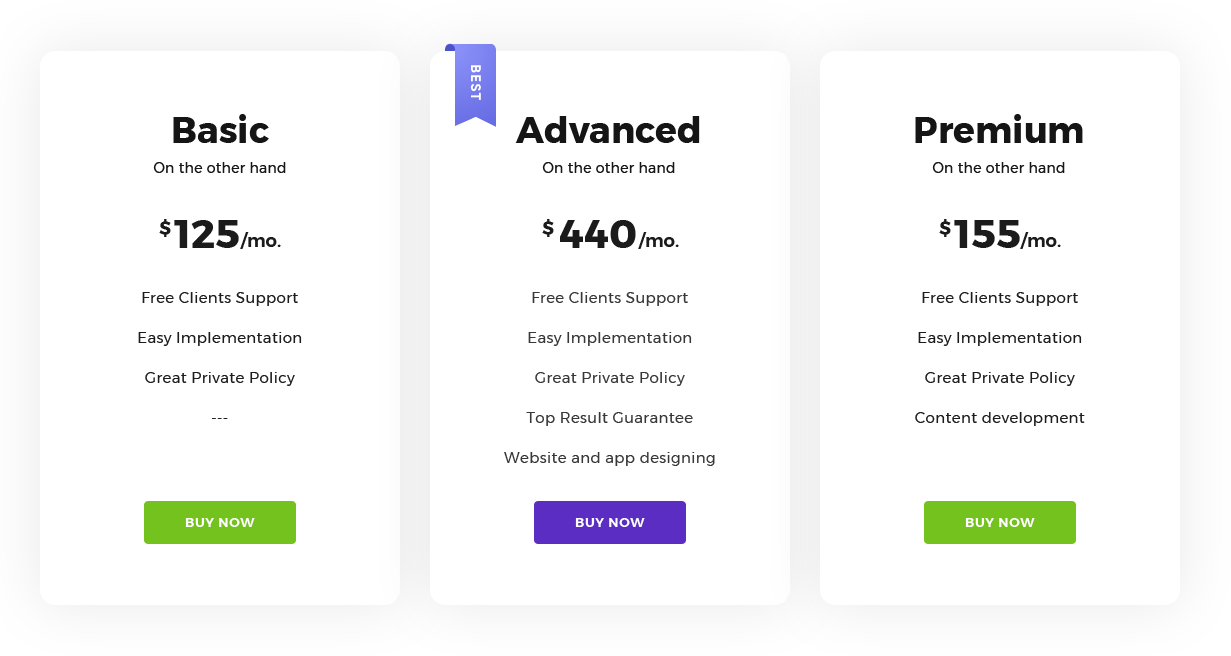 Basic
On the other hand
$125/mo.
Free Clients Support
Easy Implementation
Great Private Policy
---
BUY NOW
BEST
Advanced
On the other hand
$440/mo.
Free Clients Support
Easy Implementation
Great Private Policy
Top Result Guarantee
Website and app designing
BUY NOW
Premium
On the other hand
$155/mo.
Free Clients Support
Easy Implementation
Great Private Policy
Content development
BUY NOW